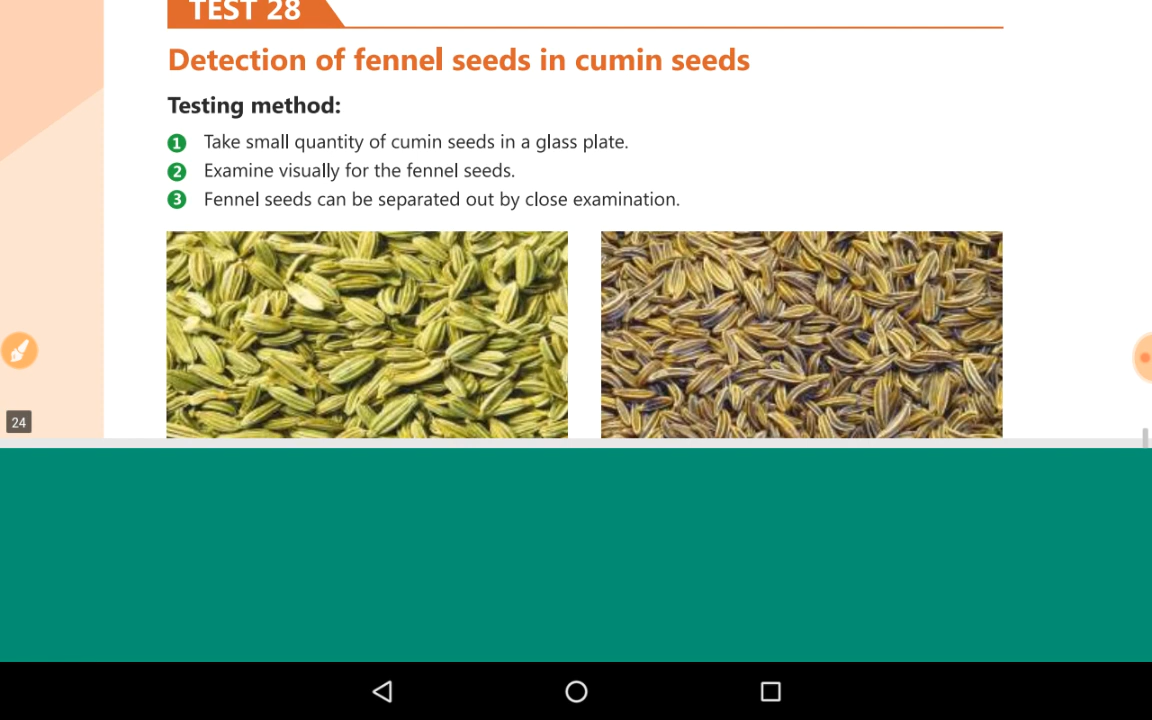 TEST 28
Detection of fennel seeds in cumin seeds
Testing method:
1 Take small quantity of cumin seeds in a glass plate.
2 Examine visually for the fennel seeds.
3 Fennel seeds can be separated out by close examination.
24